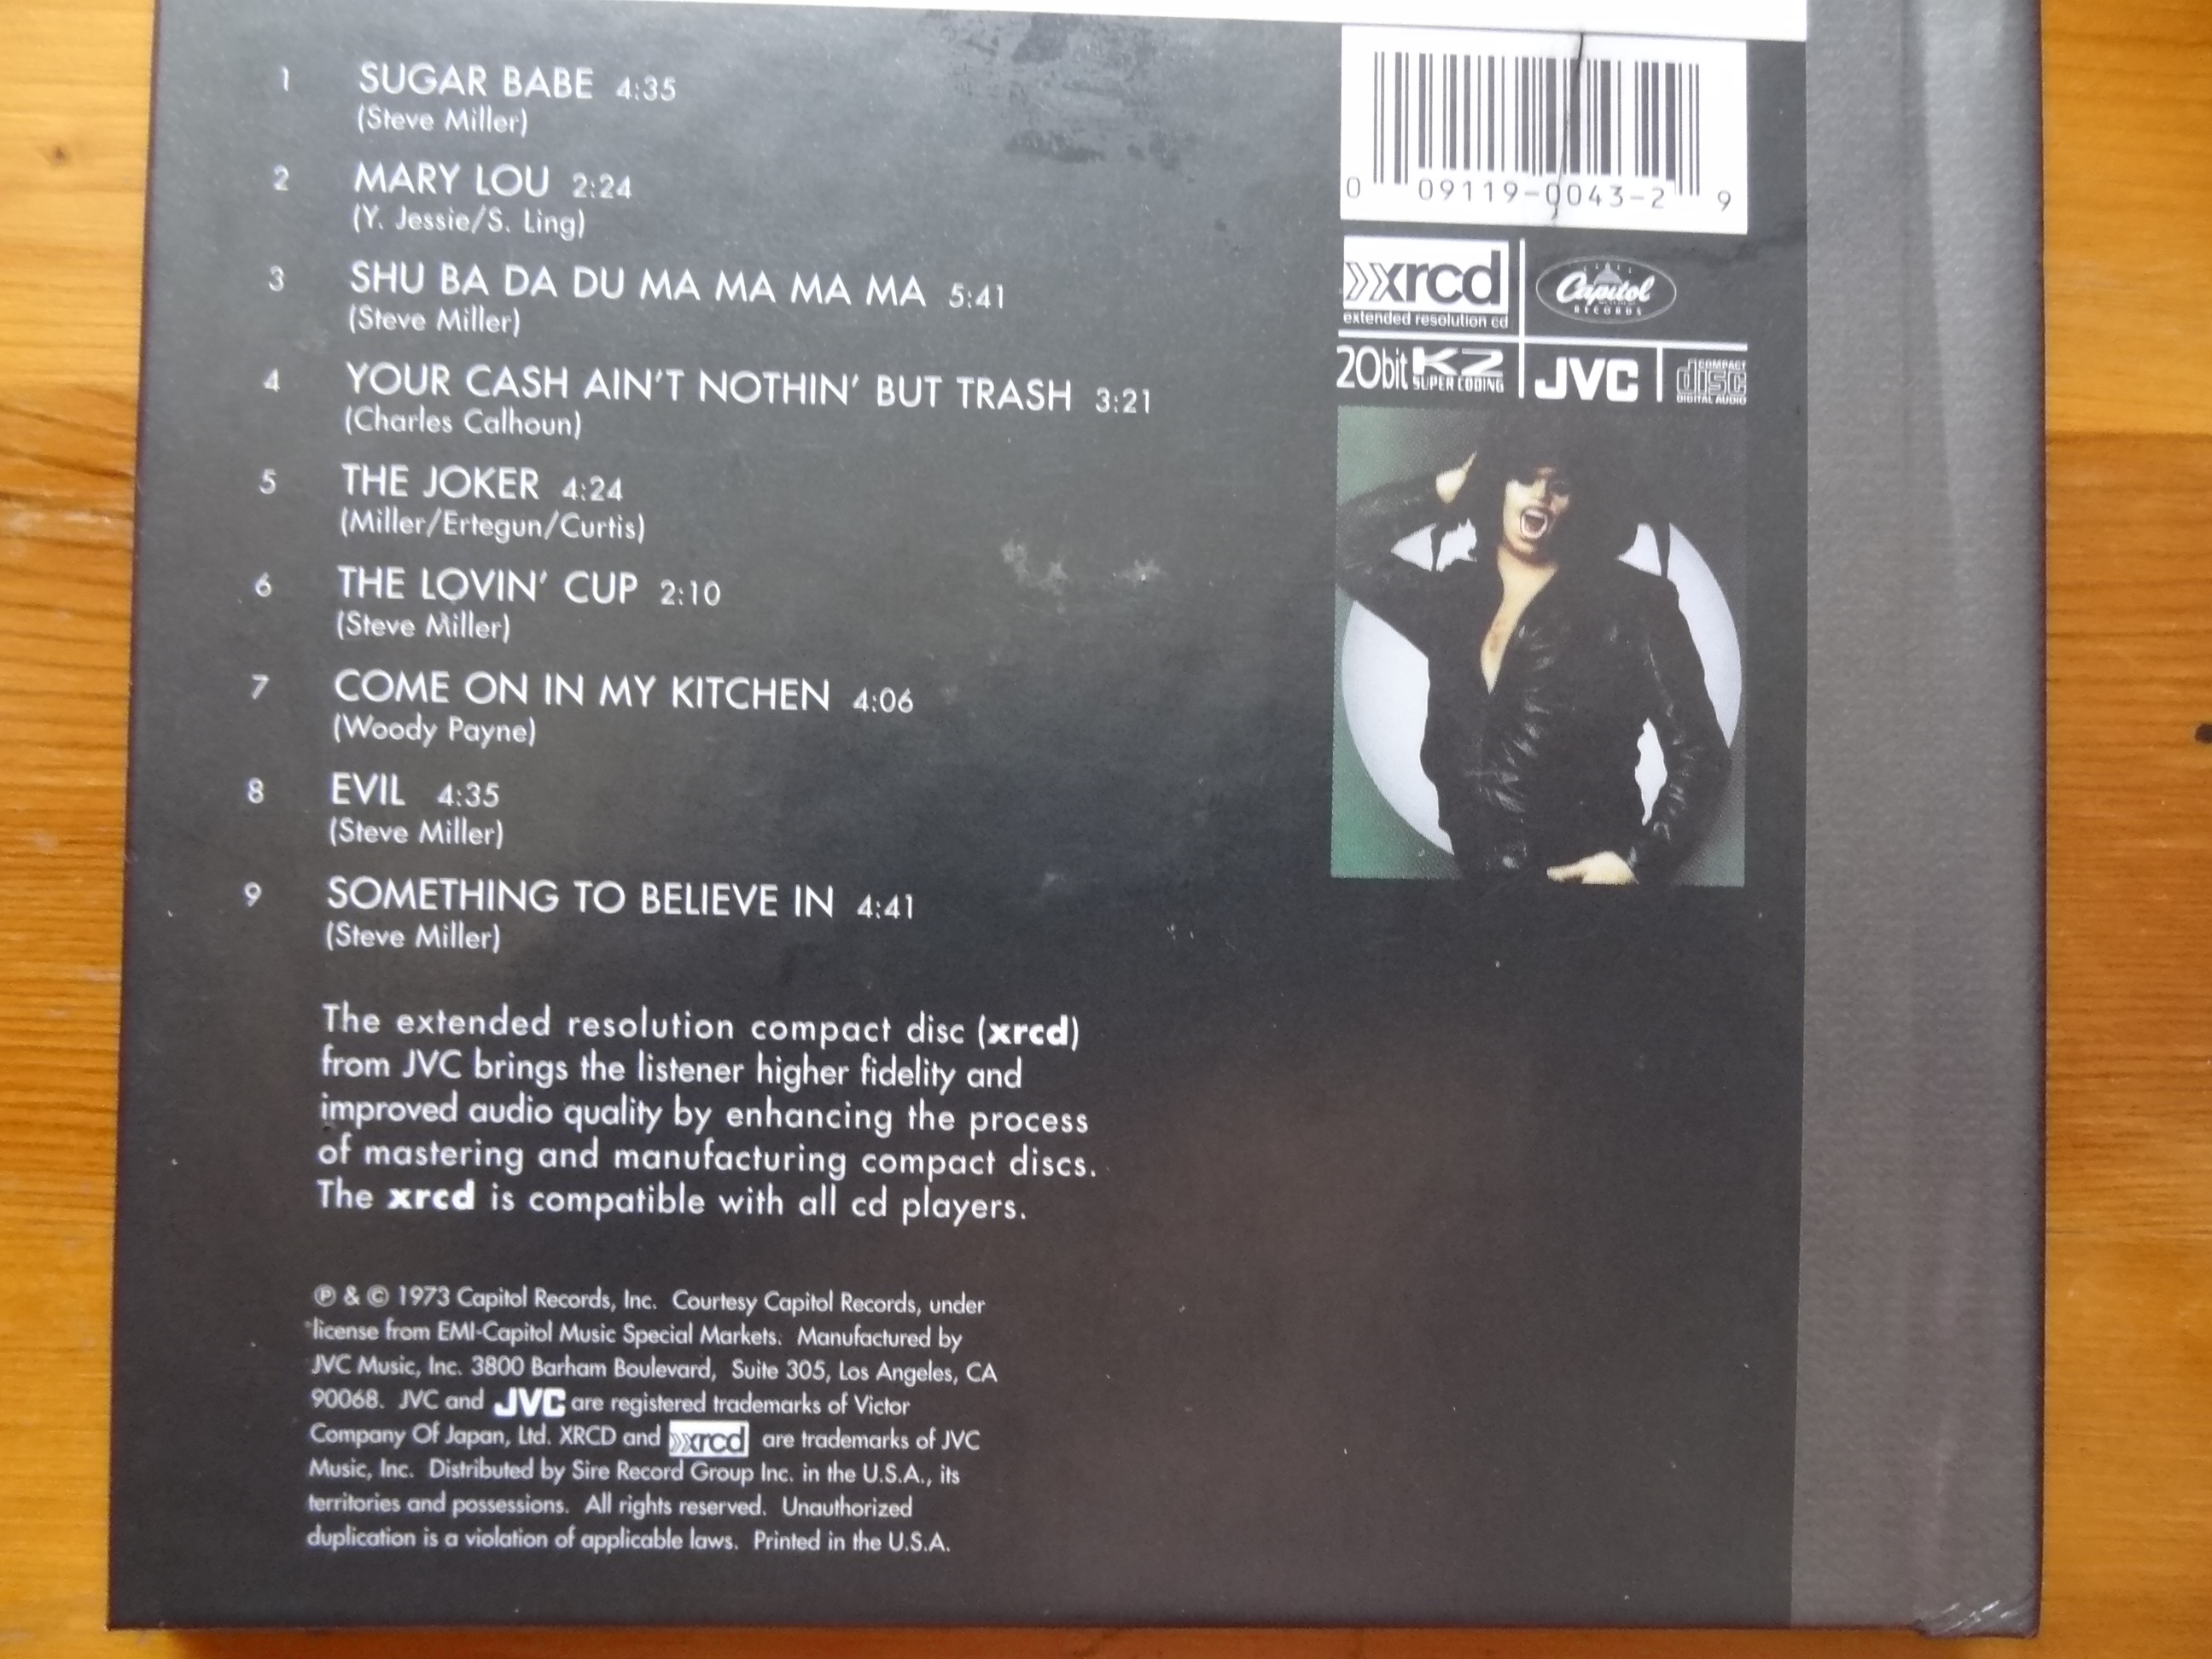 1 SUGAR BABE 4:35
(Steve Miller)
2 MARY LOU 2:24
(Y. Jessie/S. Ling)
3 SHU BA DA DU MA MA MA MA 5:41
(Steve Miller)
4 YOUR CASH AIN'T NOTHIN' BUT TRASH 3:21
(Charles Calhoun)
5 THE JOKER 4:24
(Miller/Ertegun/Curtis)
6 THE LOVIN' CUP 2:10
(Steve Miller)
7 COME ON IN MY KITCHEN 4:06
(Woody Payne)
8 EVIL 4:35
(Steve Miller)
9 SOMETHING TO BELIEVE IN 4:41
(Steve Miller)
The extended resolution compact disc (xrcd)
from JVC brings the listener higher fidelity and
improved audio quality by enhancing the process
of mastering and manufacturing compact discs.
The xrcd is compatible with all cd players.
℗ & © 1973 Capitol Records, Inc. Courtesy Capitol Records, under
license from EMI-Capitol Music Special Markets. Manufactured by
JVC Music, Inc. 3800 Barham Boulevard, Suite 305, Los Angeles, CA
90068. JVC and JVC are registered trademarks of Victor
Company Of Japan, Ltd. XRCD and xrcd are trademarks of JVC
Music, Inc. Distributed by Sire Record Group Inc. in the U.S.A., its
territories and possessions. All rights reserved. Unauthorized
duplication is a violation of applicable laws. Printed in the U.S.A.
0 09119-0043-2 9
xrcd
extended resolution cd
Capitol
RECORDS
20bit K2
SUPER CODING
JVC
COMPACT
disc
DIGITAL AUDIO